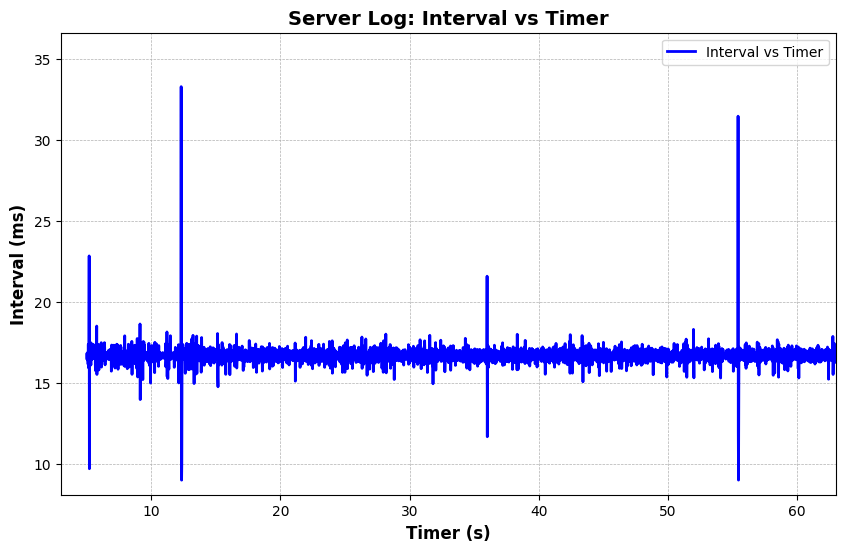 Server Log: Interval vs Timer
Interval vs Timer
35
30
25
20
15
10
Interval (ms)
10 20 30 40 50 60
Timer (s)